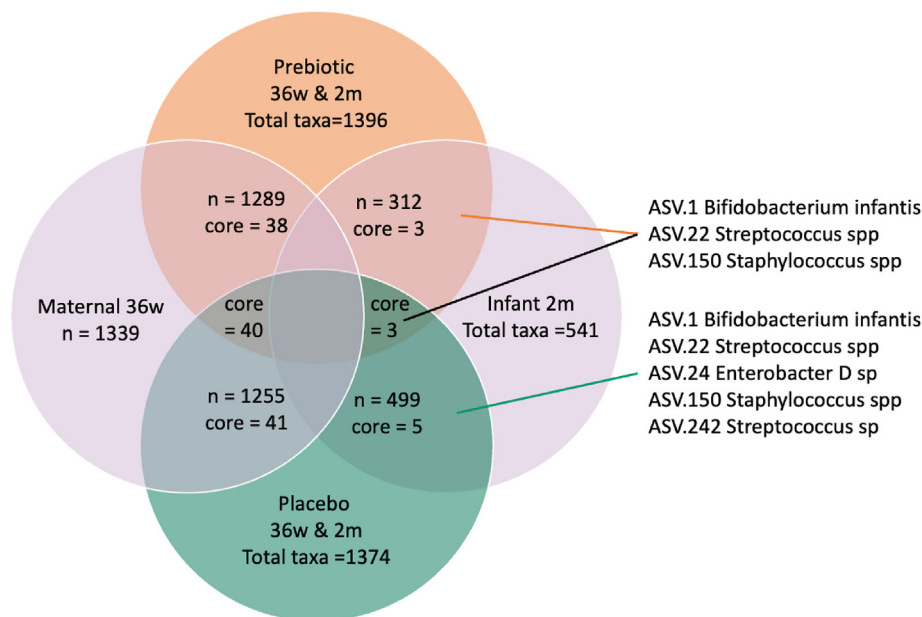 Prebiotic
36w & 2m
Total taxa=1396
n = 1289
core = 38
n = 312
core = 3
Maternal 36w
n = 1339
core
= 40
core
= 3
Infant 2m
Total taxa =541
n = 1255
core = 41
n = 499
core = 5
Placebo
36w & 2m
Total taxa =1374
ASV.1 Bifidobacterium infantis
ASV.22 Streptococcus spp
ASV.150 Staphylococcus spp
ASV.1 Bifidobacterium infantis
ASV.22 Streptococcus spp
ASV.24 Enterobacter D sp
ASV.150 Staphylococcus spp
ASV.242 Streptococcus sp